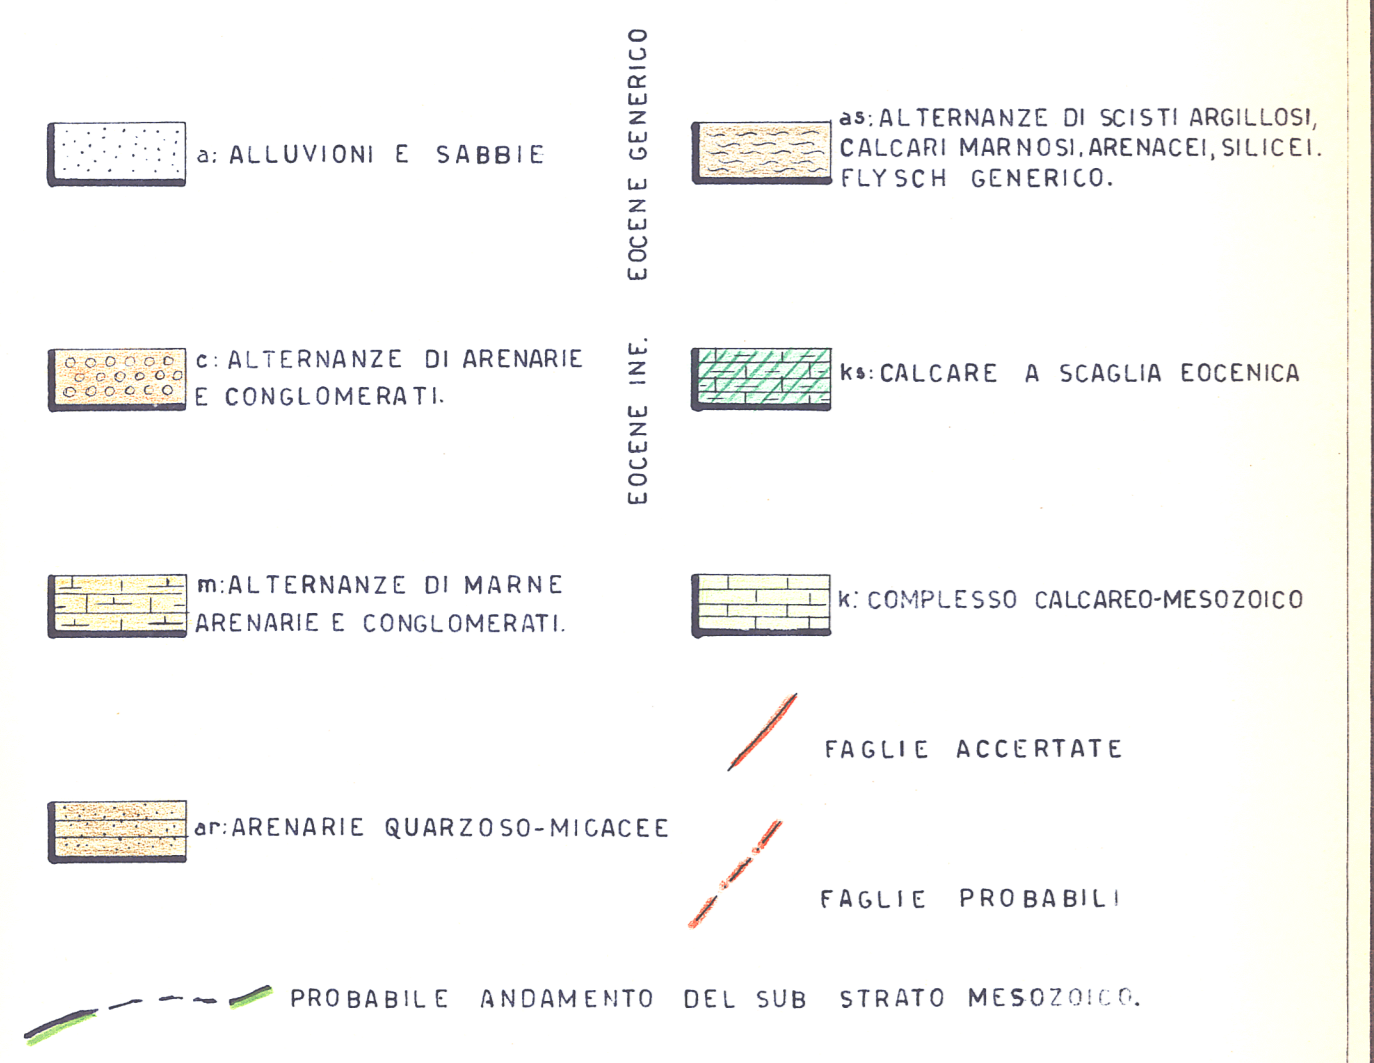 a: ALLUVIONI E SABBIE
c: ALTERNANZE DI ARENARIE
E CONGLOMERATI.
m: ALTERNANZE DI MARNE
ARENARIE E CONGLOMERATI.
ar: ARENARIE QUARZOSO-MICACEE
EOCENE GENERICO
EOCENE INE.
as: ALTERNANZE DI SCISTI ARGILLOSI,
CALCARI MARNOSI, ARENACEI, SILICEI.
FLYSCH GENERICO.
ks: CALCARE A SCAGLIA EOCENICA
k: COMPLESSO CALCAREO-MESOZOICO
FAGLIE ACCERTATE
FAGLIE PROBABILI
PROBABILE ANDAMENTO DEL SUB STRATO MESOZOICO.